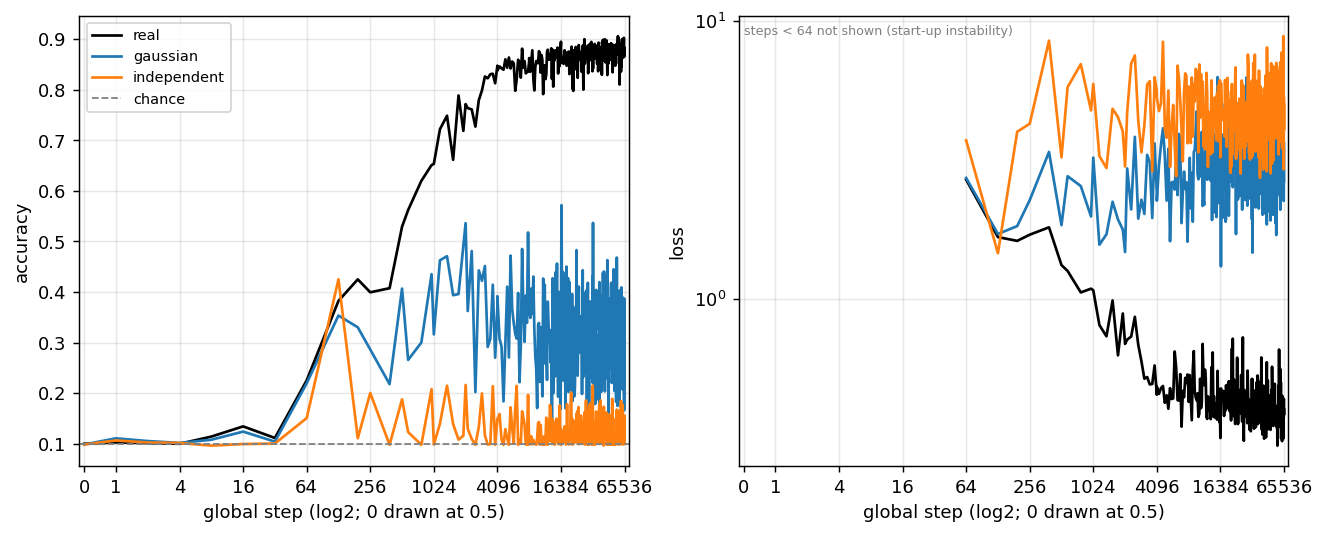 accuracy
0.9
0.8
0.7
0.6
0.5
0.4
0.3
0.2
0.1
real
gaussian
independent
chance
0 1 4 16 64 256 1024 4096 16384 65536
global step (log2; 0 drawn at 0.5)
loss
10¹
10⁰
steps < 64 not shown (start-up instability)
0 1 4 16 64 256 1024 4096 16384 65536
global step (log2; 0 drawn at 0.5)